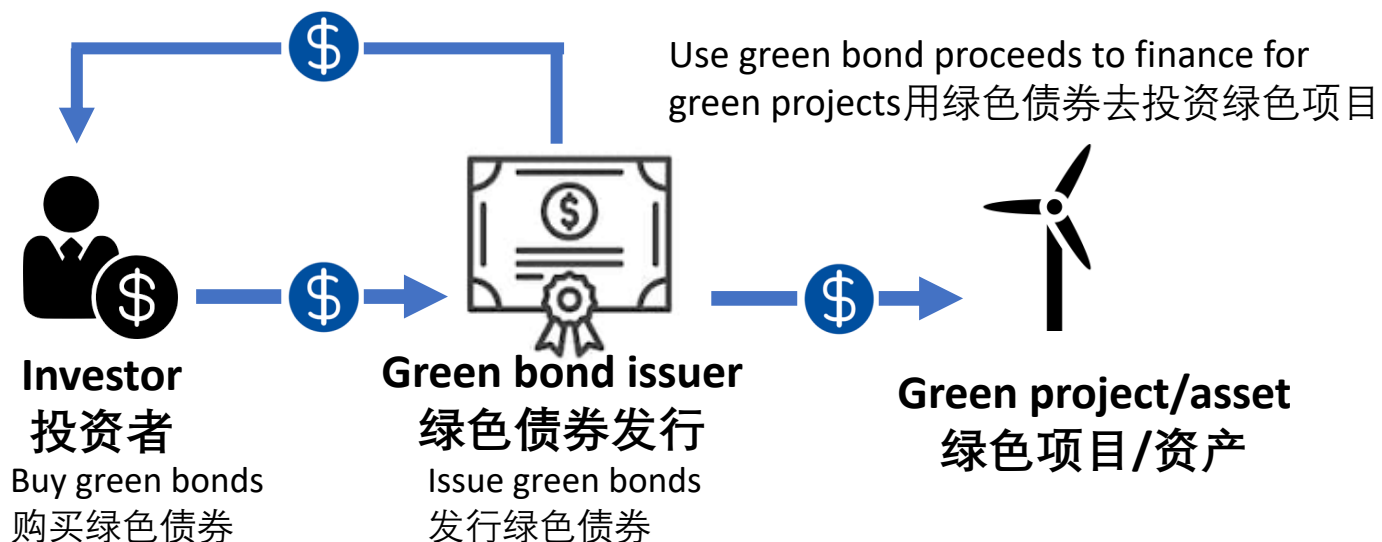 Use green bond proceeds to finance for
green projects用绿色债券去投资绿色项目
Investor
投资者
Buy green bonds
购买绿色债券
Green bond issuer
绿色债券发行
Issue green bonds
发行绿色债券
Green project/asset
绿色项目/资产
$
$
$
$
$